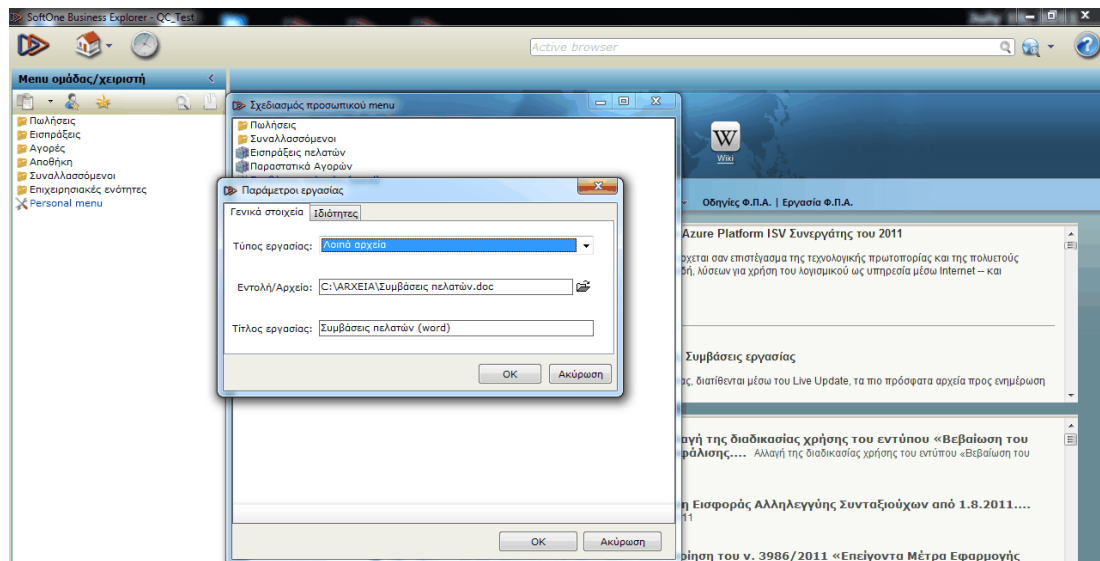 SoftOne Business Explorer - QC_Test
Active browser
Menu ομάδας/χειριστή
Πωλήσεις
Εισπράξεις
Αγορές
Αποθήκη
Συναλλασσόμενοι
Επιχειρησιακές ενότητες
Personal menu
Σχεδιασμός προσωπικού menu
Πωλήσεις
Συναλλασσόμενοι
Εισπράξεις πελατών
Παραστατικά Αγορών
Παράμετροι εργασίας
Γενικά στοιχεία Ιδιότητες
Τύπος εργασίας: Λοιπά αρχεία
Εντολή/Αρχείο: C:\ARXEIA\Συμβάσεις πελατών.doc
Τίτλος εργασίας: Συμβάσεις πελατών (word)
OK Ακύρωση
OK Ακύρωση
W
Wiki
Οδηγίες Φ.Π.Α. | Εργασία Φ.Π.Α.
Azure Platform ISV Συνεργάτης του 2011
ρχεται σαν επιστέγασμα της τεχνολογικής πρωτοπορίας και της πολυετούς
δή, λύσεων για χρήση του λογισμικού ως υπηρεσία μέσω Internet – και
Συμβάσεις εργασίας
ας, διατίθενται μέσω του Live Update, τα πιο πρόσφατα αρχεία προς ενημέρωση
αγή της διαδικασίας χρήσης του εντύπου «Βεβαίωση του
φάλισης.... Αλλαγή της διαδικασίας χρήσης του εντύπου «Βεβαίωση του
η Εισφοράς Αλληλεγγύης Συνταξιούχων από 1.8.2011....
11
οίηση του ν. 3986/2011 «Επείγοντα Μέτρα Εφαρμογής